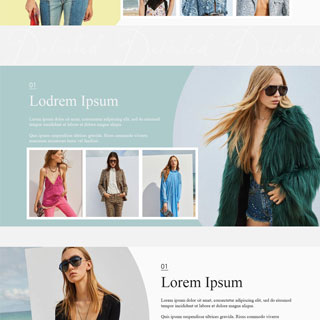 Detailed Detailed Detailed
01
Lodrem Ipsum
Lorem ipsum dolor sit amet, consectetur adipiscing elit, sed do
eiusmod tempor incididunt ut labore et dolore magna aliqua.
Quis ipsum suspendisse ultrices gravida. Risus commodo
viverra maecenas accumsan lacus vel facilisis.
01
Lorem Ipsum
Lorem ipsum dolor sit amet, consectetur adipiscing elit, sed do
eiusmod tempor incididunt ut labore et dolore magna aliqua.
Quis ipsum suspendisse ultrices gravida. Risus commodo